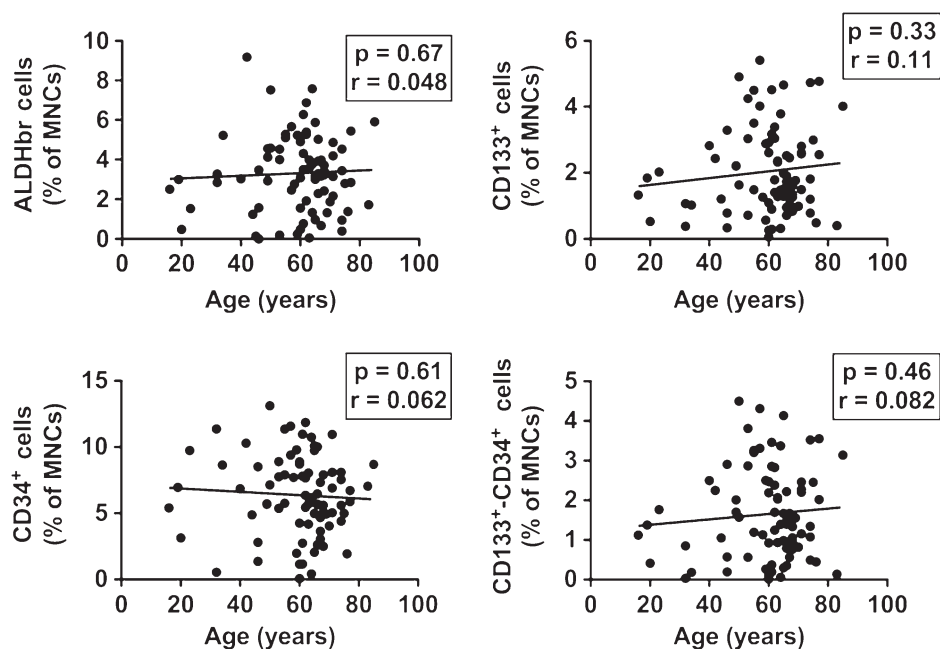 ALDHbr cells
(% of MNCs)
10
8
6
4
2
0
0 20 40 60 80 100
Age (years)
p = 0.67
r = 0.048
CD133⁺ cells
(% of MNCs)
6
4
2
0
0 20 40 60 80 100
Age (years)
p = 0.33
r = 0.11
CD34⁺ cells
(% of MNCs)
15
10
5
0
0 20 40 60 80 100
Age (years)
p = 0.61
r = 0.062
CD133⁺-CD34⁺ cells
(% of MNCs)
5
4
3
2
1
0
0 20 40 60 80 100
Age (years)
p = 0.46
r = 0.082